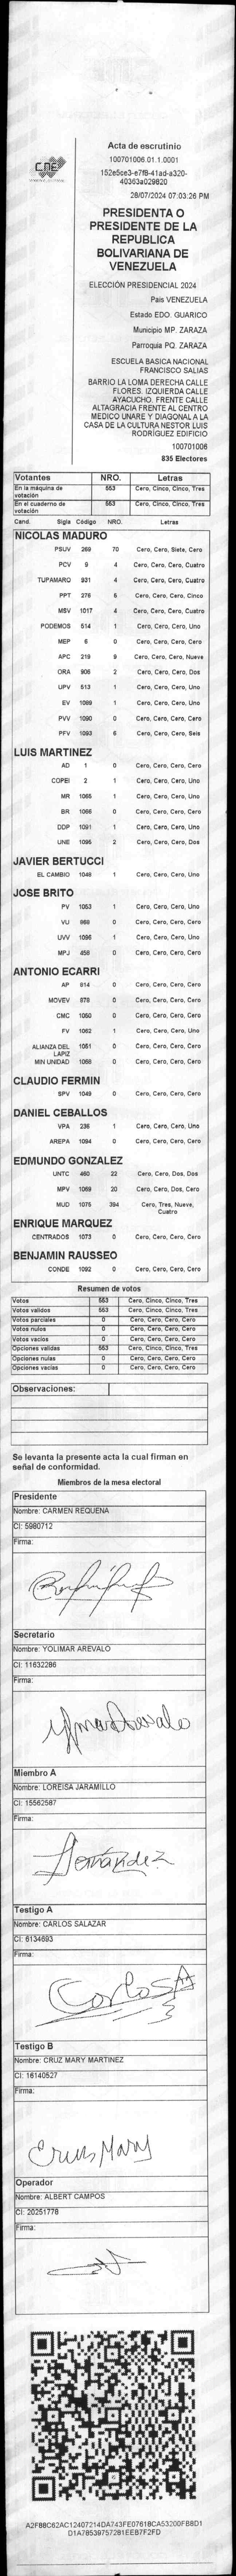 CNE
Acta de escrutinio
100701006.01.1.0001
152e5ce3-e7f8-41ad-a320-
40363a029820
28/07/2024 07:03:26 PM
PRESIDENTA O
PRESIDENTE DE LA
REPUBLICA
BOLIVARIANA DE
VENEZUELA
ELECCIÓN PRESIDENCIAL 2024
País VENEZUELA
Estado EDO. GUARICO
Municipio MP. ZARAZA
Parroquia PQ. ZARAZA
ESCUELA BASICA NACIONAL
FRANCISCO SALIAS
BARRIO LA LOMA DERECHA CALLE
FLORES. IZQUIERDA CALLE
AYACUCHO. FRENTE CALLE
ALTAGRACIA FRENTE AL CENTRO
MEDICO UNARE Y DIAGONAL A LA
CASA DE LA CULTURA NESTOR LUIS
RODRÍGUEZ EDIFICIO
100701006
835 Electores
Votantes NRO. Letras
En la máquina de votación 553 Cero, Cinco, Cinco, Tres
En el cuaderno de votación 553 Cero, Cinco, Cinco, Tres
Cand. Sigla Código NRO. Letras
NICOLAS MADURO
PSUV 269 70 Cero, Cero, Siete, Cero
PCV 9 4 Cero, Cero, Cero, Cuatro
TUPAMARO 931 4 Cero, Cero, Cero, Cuatro
PPT 276 5 Cero, Cero, Cero, Cinco
MSV 1017 4 Cero, Cero, Cero, Cuatro
PODEMOS 514 1 Cero, Cero, Cero, Uno
MEP 6 0 Cero, Cero, Cero, Cero
APC 219 9 Cero, Cero, Cero, Nueve
ORA 906 2 Cero, Cero, Cero, Dos
UPV 513 1 Cero, Cero, Cero, Uno
EV 1089 1 Cero, Cero, Cero, Uno
PVV 1090 0 Cero, Cero, Cero, Cero
PFV 1093 6 Cero, Cero, Cero, Seis
LUIS MARTINEZ
AD 1 0 Cero, Cero, Cero, Cero
COPEI 2 1 Cero, Cero, Cero, Uno
MR 1065 1 Cero, Cero, Cero, Uno
BR 1066 0 Cero, Cero, Cero, Cero
DDP 1091 1 Cero, Cero, Cero, Uno
UNE 1095 2 Cero, Cero, Cero, Dos
JAVIER BERTUCCI
EL CAMBIO 1048 1 Cero, Cero, Cero, Uno
JOSE BRITO
PV 1053 1 Cero, Cero, Cero, Uno
VU 868 0 Cero, Cero, Cero, Cero
UVV 1096 1 Cero, Cero, Cero, Uno
MPJ 458 0 Cero, Cero, Cero, Cero
ANTONIO ECARRI
AP 814 0 Cero, Cero, Cero, Cero
MOVEV 878 0 Cero, Cero, Cero, Cero
CMC 1050 0 Cero, Cero, Cero, Cero
FV 1062 1 Cero, Cero, Cero, Uno
ALIANZA DEL LAPIZ 1051 0 Cero, Cero, Cero, Cero
MIN UNIDAD 1068 0 Cero, Cero, Cero, Cero
CLAUDIO FERMIN
SPV 1049 0 Cero, Cero, Cero, Cero
DANIEL CEBALLOS
VPA 236 1 Cero, Cero, Cero, Uno
AREPA 1094 0 Cero, Cero, Cero, Cero
EDMUNDO GONZALEZ
UNTC 460 22 Cero, Cero, Dos, Dos
MPV 1069 20 Cero, Cero, Dos, Cero
MUD 1075 394 Cero, Tres, Nueve, Cuatro
ENRIQUE MARQUEZ
CENTRADOS 1073 0 Cero, Cero, Cero, Cero
BENJAMIN RAUSSEO
CONDE 1092 0 Cero, Cero, Cero, Cero
Resumen de votos
Votos 553 Cero, Cinco, Cinco, Tres
Votos validos 553 Cero, Cinco, Cinco, Tres
Votos parciales 0 Cero, Cero, Cero, Cero
Votos nulos 0 Cero, Cero, Cero, Cero
Votos vacios 0 Cero, Cero, Cero, Cero
Opciones validas 553 Cero, Cinco, Cinco, Tres
Opciones nulas 0 Cero, Cero, Cero, Cero
Opciones vacias 0 Cero, Cero, Cero, Cero
Observaciones:
Se levanta la presente acta la cual firman en
señal de conformidad.
Miembros de la mesa electoral
Presidente
Nombre: CARMEN REQUENA
CI: 5980712
Firma:
Secretario
Nombre: YOLIMAR AREVALO
CI: 11632286
Firma:
Miembro A
Nombre: LOREISA JARAMILLO
CI: 15562587
Firma:
Hernández
Testigo A
Nombre: CARLOS SALAZAR
CI: 6134693
Firma:
Carlos
Testigo B
Nombre: CRUZ MARY MARTINEZ
CI: 16140527
Firma:
Cruz Mary
Operador
Nombre: ALBERT CAMPOS
CI: 20251778
Firma:
A2F88C62AC12407214DA743FE07618CA53200FB8D1
D1A78539757281EEB7F2FD